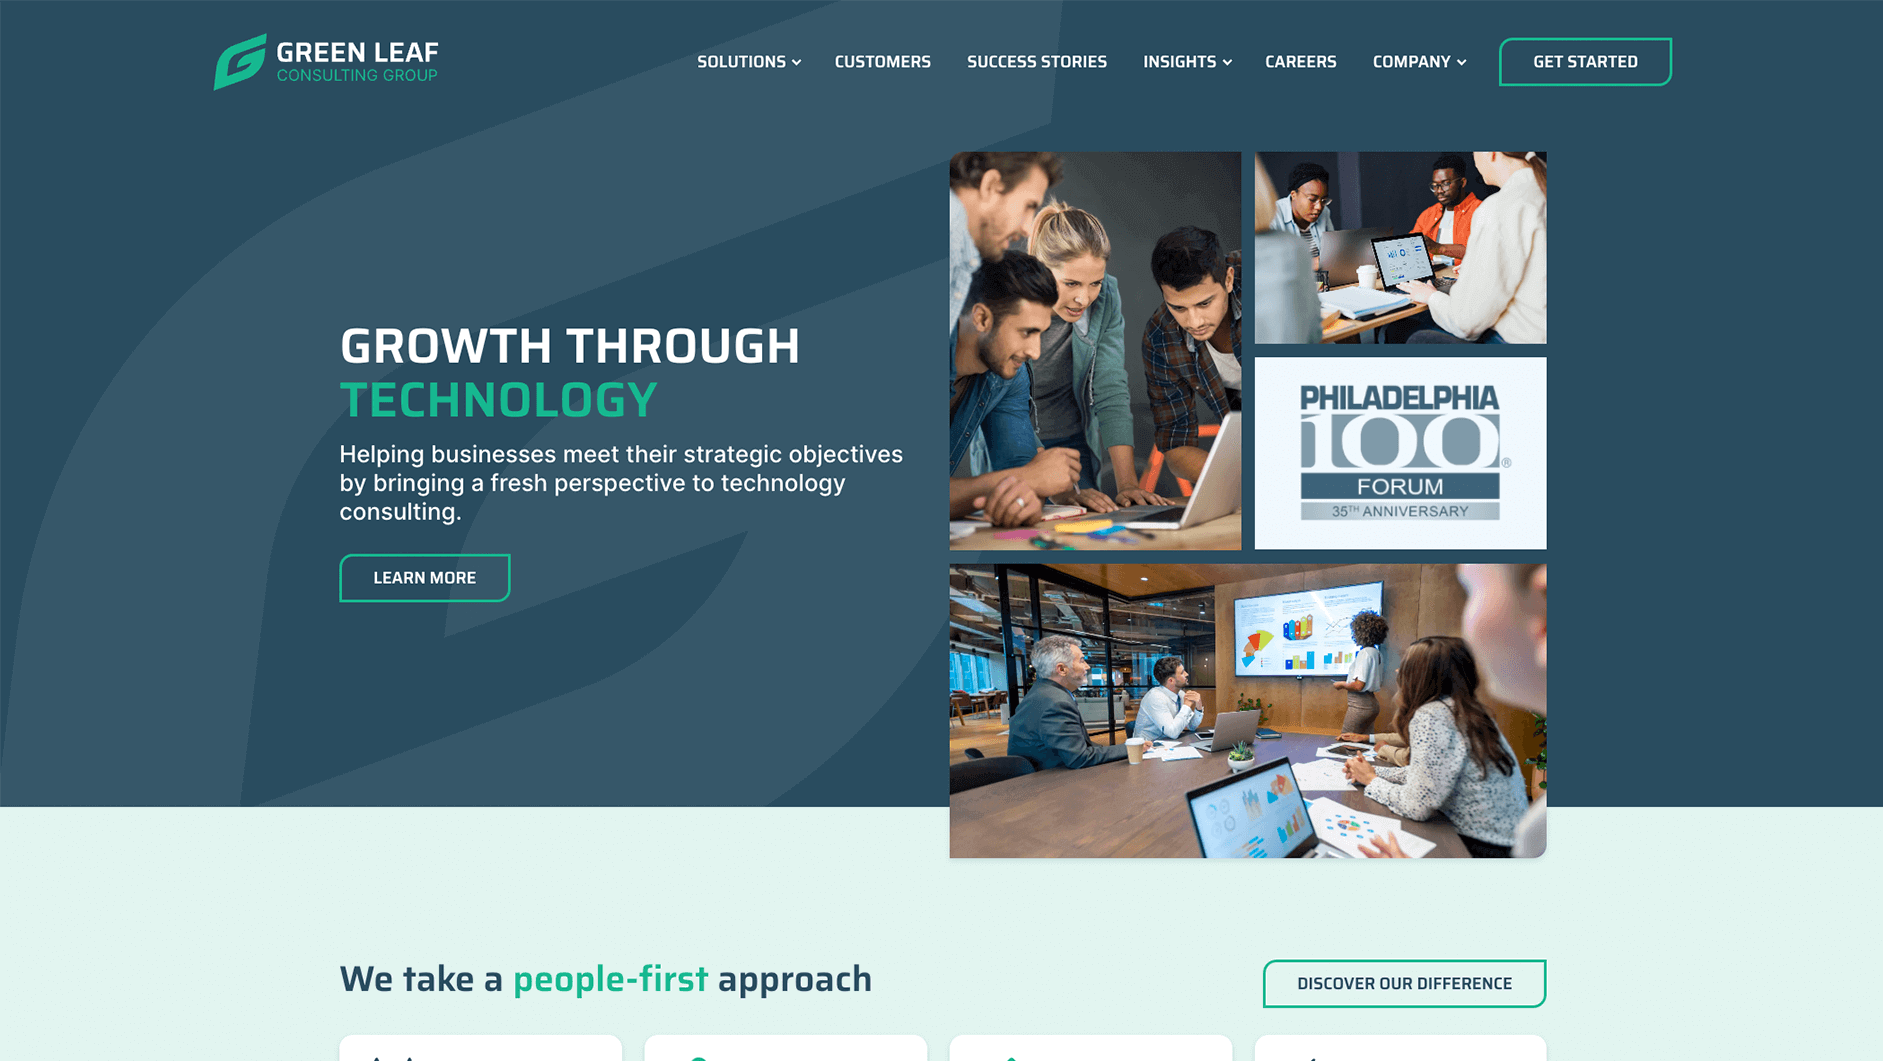 GREEN LEAF
CONSULTING GROUP
SOLUTIONS
CUSTOMERS
SUCCESS STORIES
INSIGHTS
CAREERS
COMPANY
GET STARTED
GROWTH THROUGH
TECHNOLOGY
Helping businesses meet their strategic objectives
by bringing a fresh perspective to technology
consulting.
LEARN MORE
PHILADELPHIA
100®
FORUM
35TH ANNIVERSARY
We take a people-first approach
DISCOVER OUR DIFFERENCE